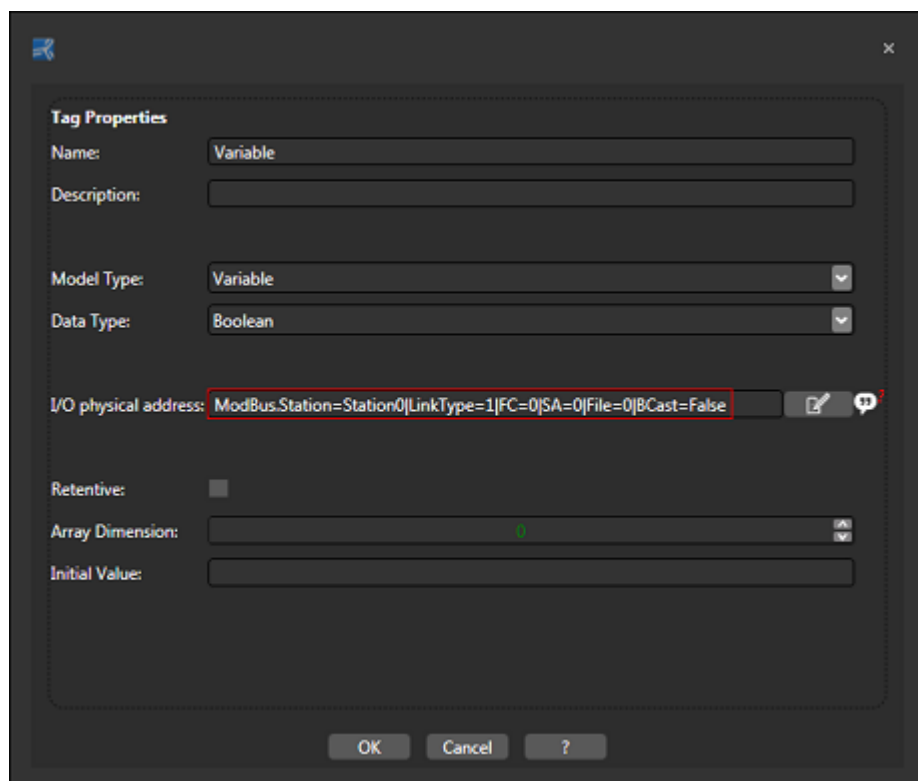 Tag Properties
Name: Variable
Description:
Model Type: Variable
Data Type: Boolean
I/O physical address: ModBus.Station=Station0|LinkType=1|FC=0|SA=0|File=0|BCast=False
Retentive:
Array Dimension: 0
Initial Value:
OK Cancel ?